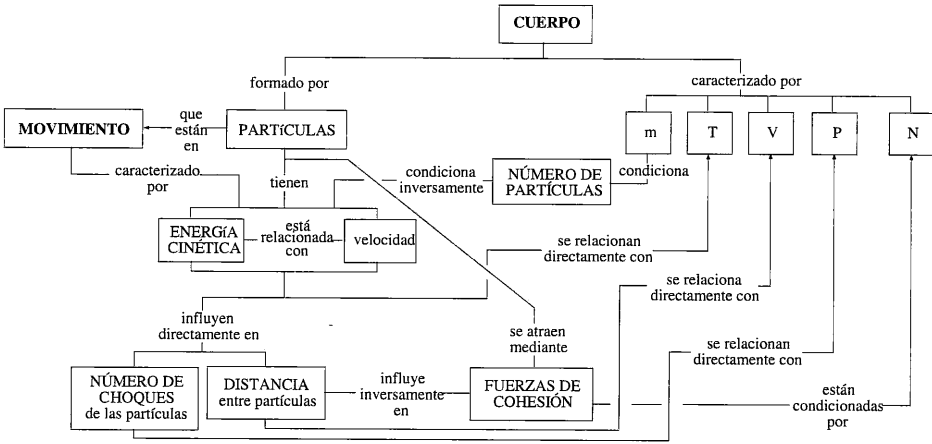 CUERPO
formado por
caracterizado por
MOVIMIENTO
que
están
en
PARTÍCULAS
m
T
V
P
N
caracterizado
por
tienen
condiciona
inversamente
NÚMERO DE
PARTÍCULAS
condiciona
ENERGÍA
CINÉTICA
está
relacionada
con
velocidad
se relacionan
directamente con
se relaciona
directamente con
influyen
directamente en
se atraen
mediante
se relacionan
directamente con
NÚMERO DE
CHOQUES
de las partículas
DISTANCIA
entre partículas
influye
inversamente
en
FUERZAS DE
COHESIÓN
están
condicionadas
por